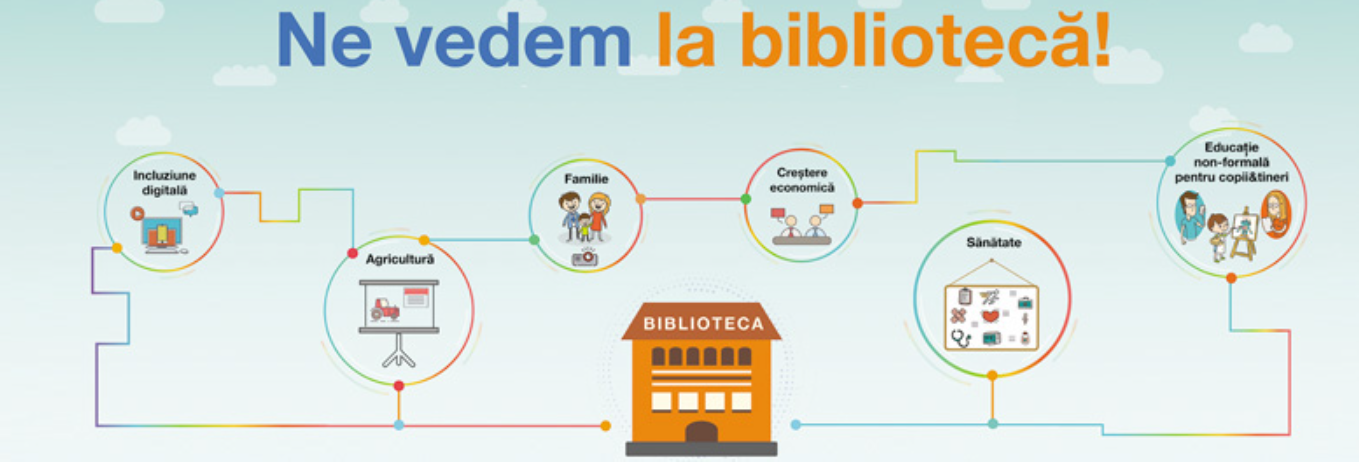 Ne vedem la bibliotecă!
Incluziune
digitală
Agricultură
Familie
Creștere
economică
Sănătate
Educație
non-formală
pentru copii&tineri
BIBLIOTECA